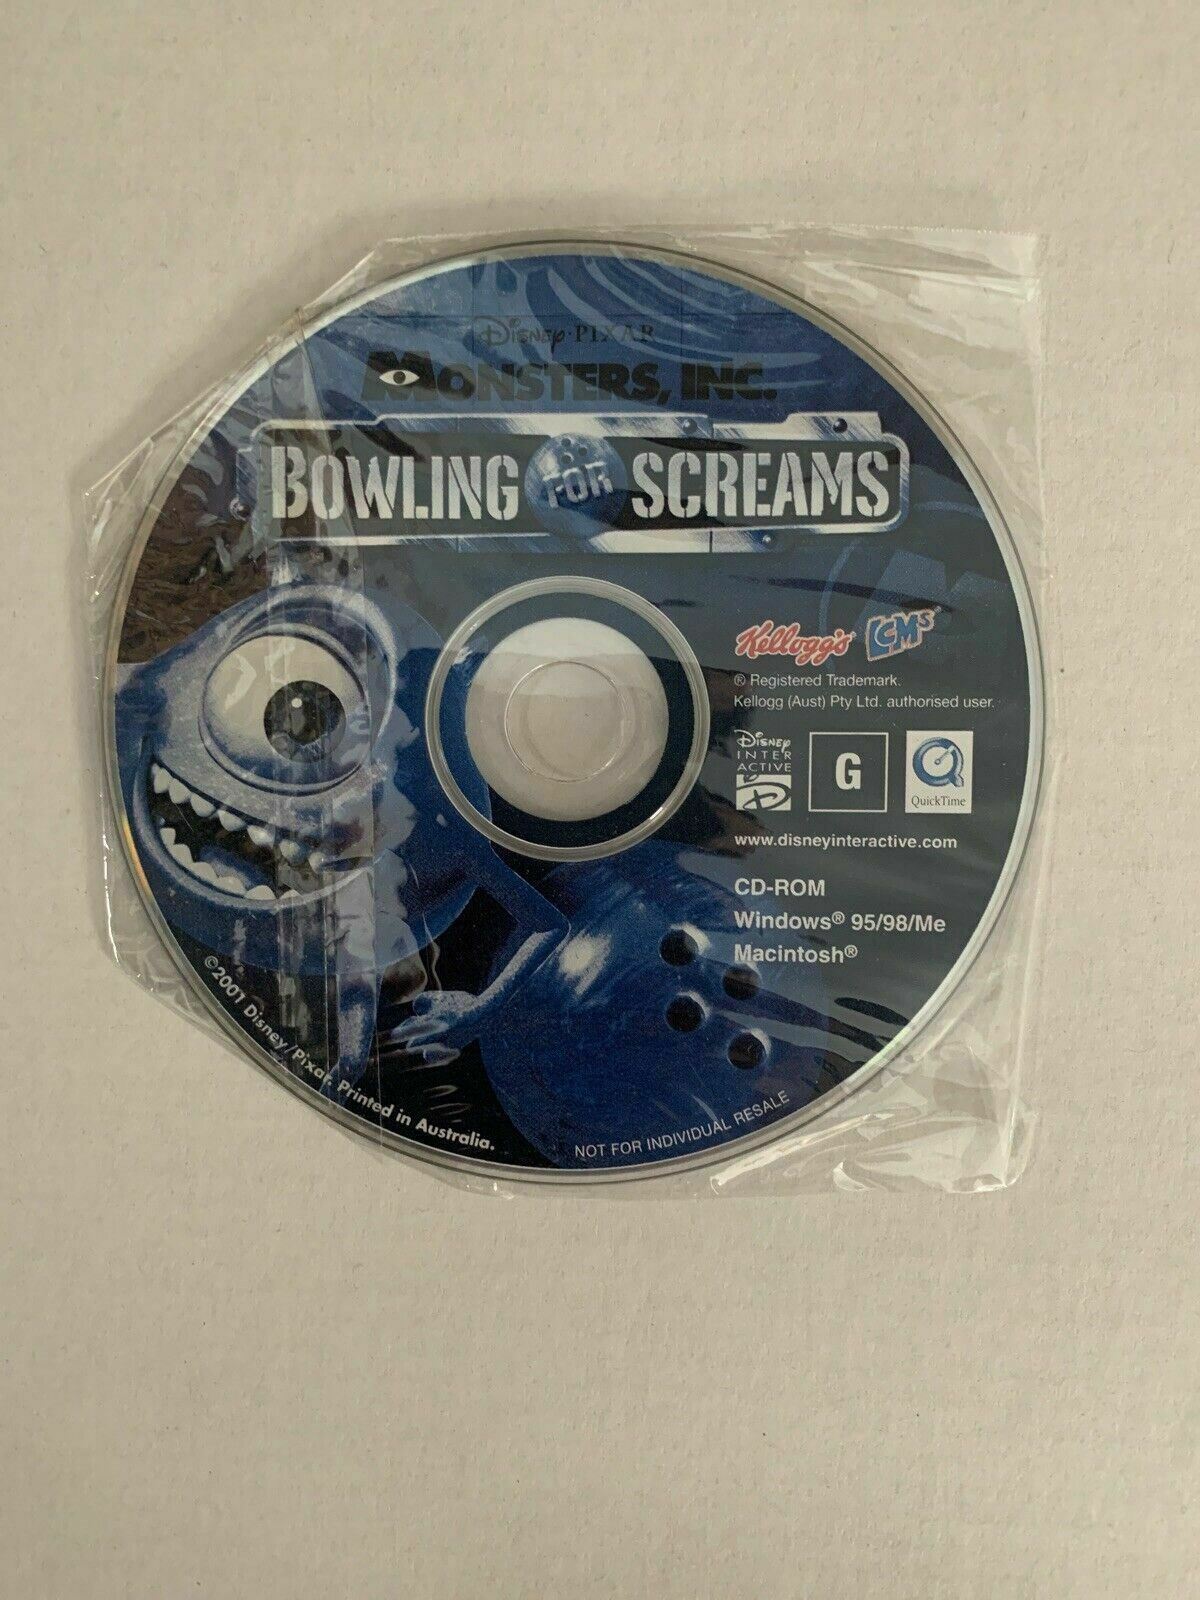 Disney·PIXAR
MONSTERS, INC.
BOWLING FOR SCREAMS
Kellogg's LCMs®
® Registered Trademark.
Kellogg (Aust) Pty Ltd. authorised user.
Disney
INTER
ACTIVE
G
QuickTime
www.disneyinteractive.com
CD-ROM
Windows® 95/98/Me
Macintosh®
©2001 Disney/Pixar. Printed in Australia.
NOT FOR INDIVIDUAL RESALE